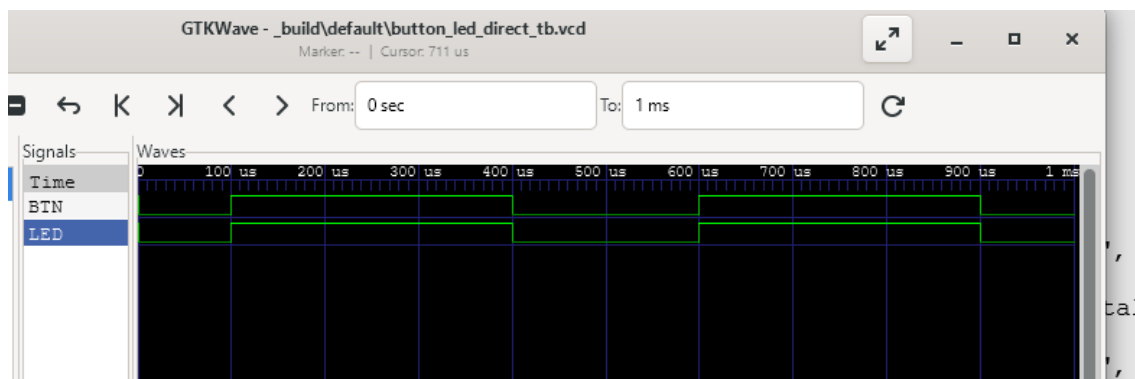 GTKWave - _build\default\button_led_direct_tb.vcd
Marker: -- | Cursor: 711 us
From: 0 sec To: 1 ms
Signals Waves
Time 0 100 us 200 us 300 us 400 us 500 us 600 us 700 us 800 us 900 us 1 ms
BTN
LED
",
",